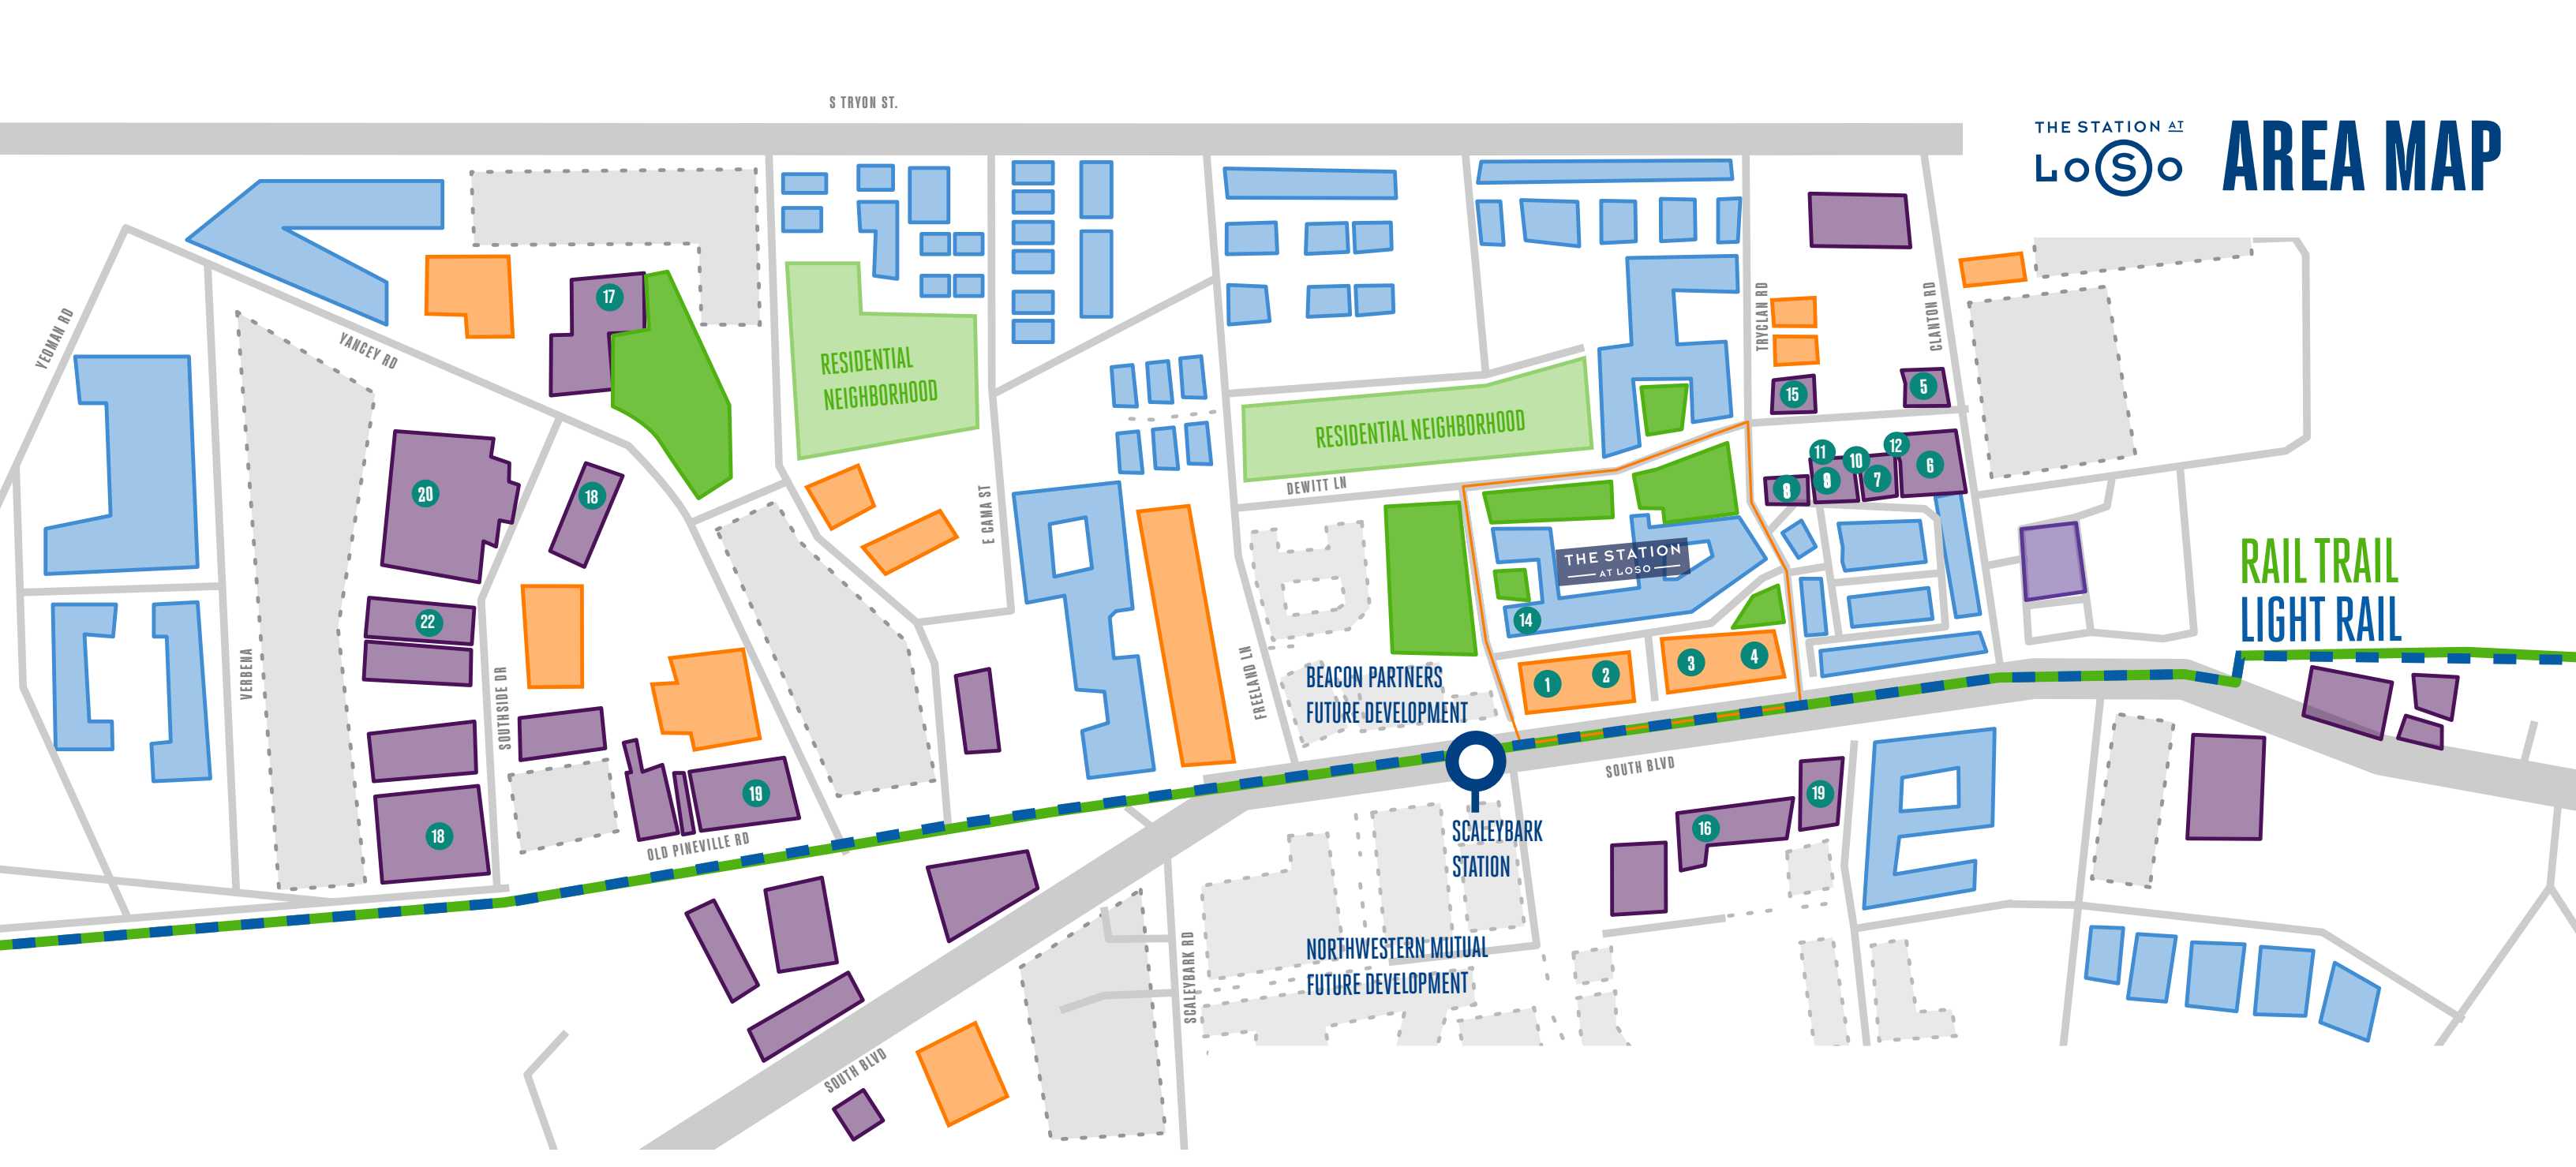 S TRYON ST.
THE STATION AT
LoSo
AREA MAP
YEOMAN RD
YANCEY RD
17
RESIDENTIAL
NEIGHBORHOOD
RESIDENTIAL NEIGHBORHOOD
TRYCLAN RD
CLANTON RD
15
5
20
18
E CAMA ST
DEWITT LN
11
10
12
6
8
9
7
THE STATION
AT LOSO
14
22
VERBENA
SOUTHSIDE DR
FREELAND LN
BEACON PARTNERS
FUTURE DEVELOPMENT
1
2
3
4
RAIL TRAIL
LIGHT RAIL
18
19
OLD PINEVILLE RD
SOUTH BLVD
SCALEYBARK
STATION
16
19
SCALEYBARK RD
NORTHWESTERN MUTUAL
FUTURE DEVELOPMENT
SOUTH BLVD